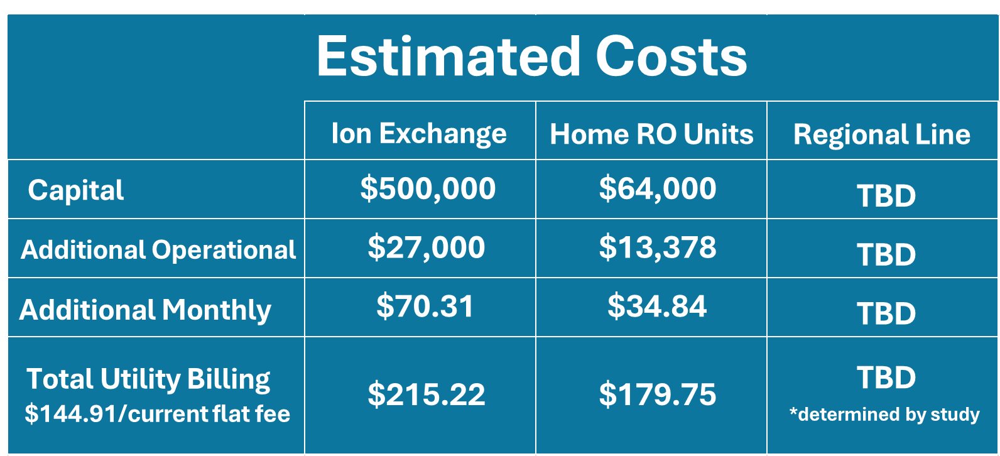 Estimated Costs
Ion Exchange Home RO Units Regional Line
Capital $500,000 $64,000 TBD
Additional Operational $27,000 $13,378 TBD
Additional Monthly $70.31 $34.84 TBD
Total Utility Billing $215.22 $179.75 TBD
$144.91/current flat fee *determined by study